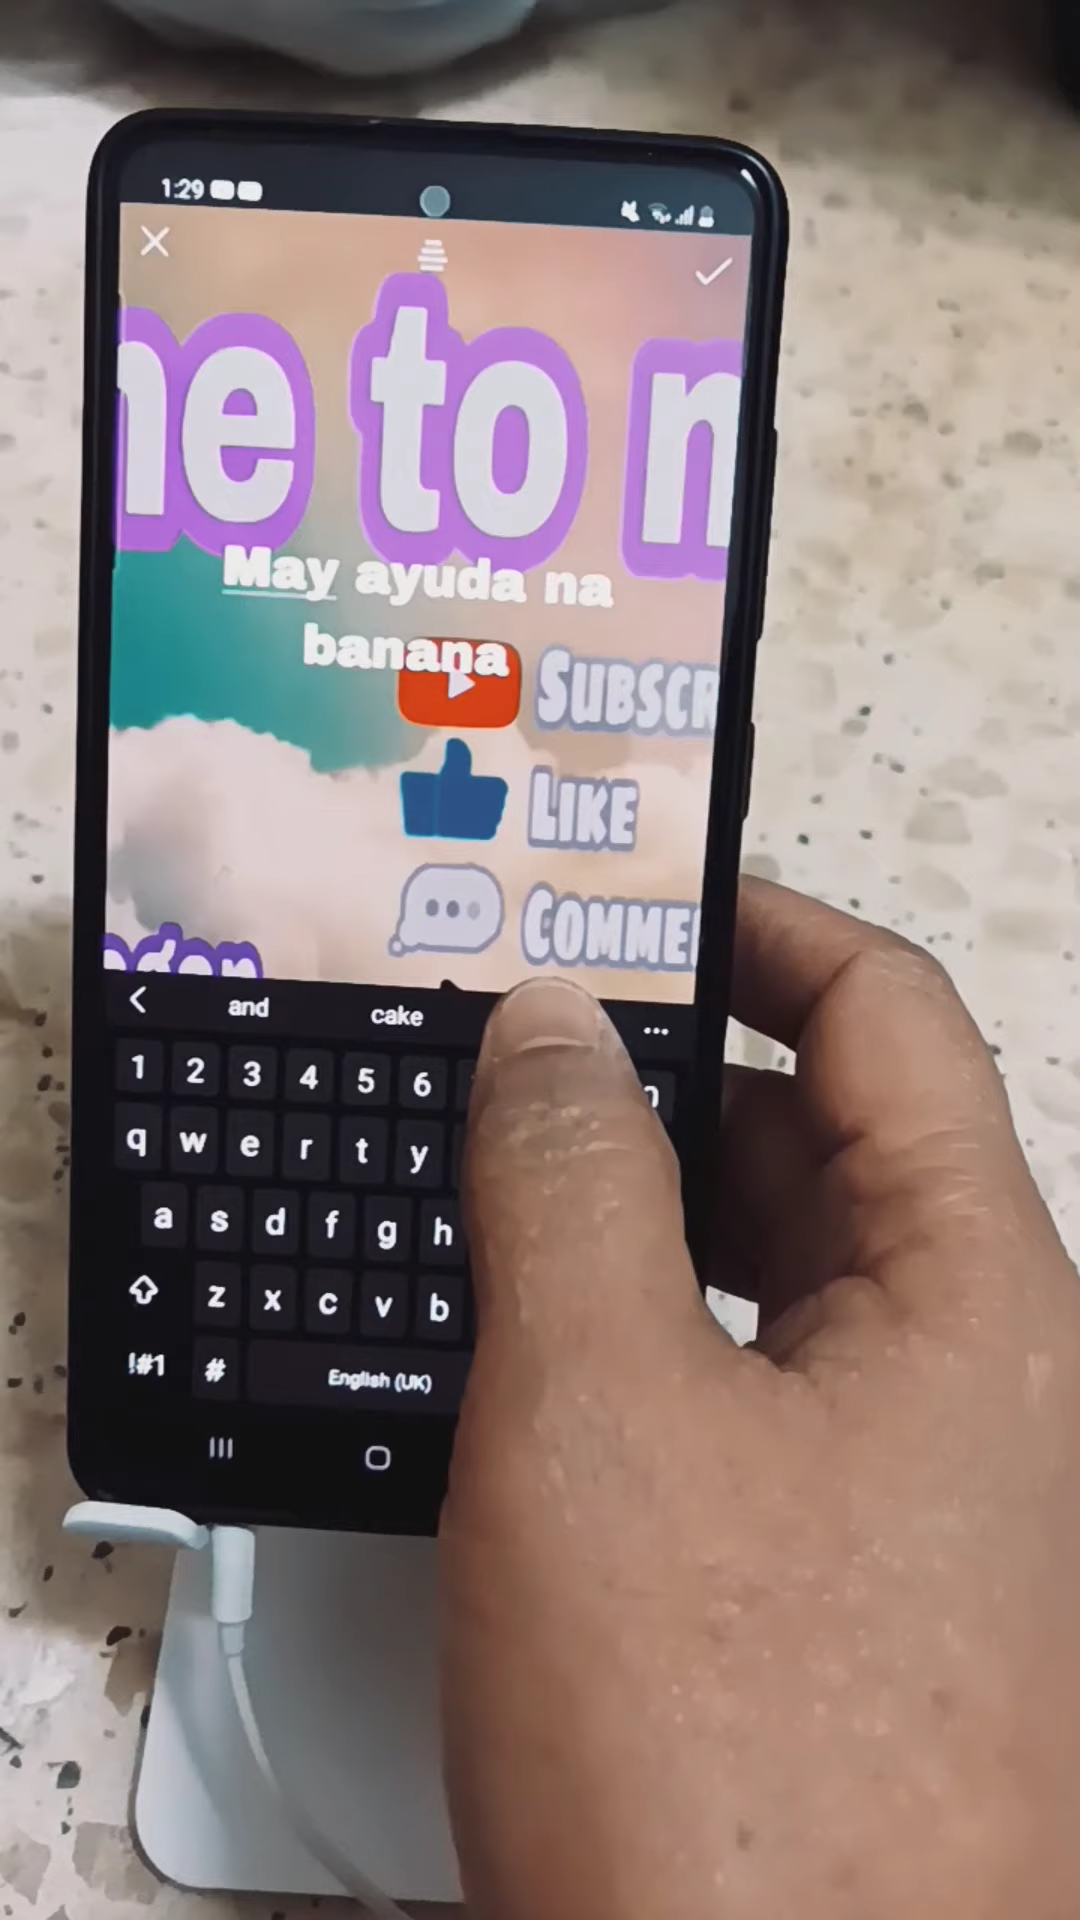 1:29
ne to m
May ayuda na
banana
SUBSCR
LIKE
COMME
and cake
1 2 3 4 5 6
q w e r t y
a s d f g h
z x c v b
!#1 # English (UK)